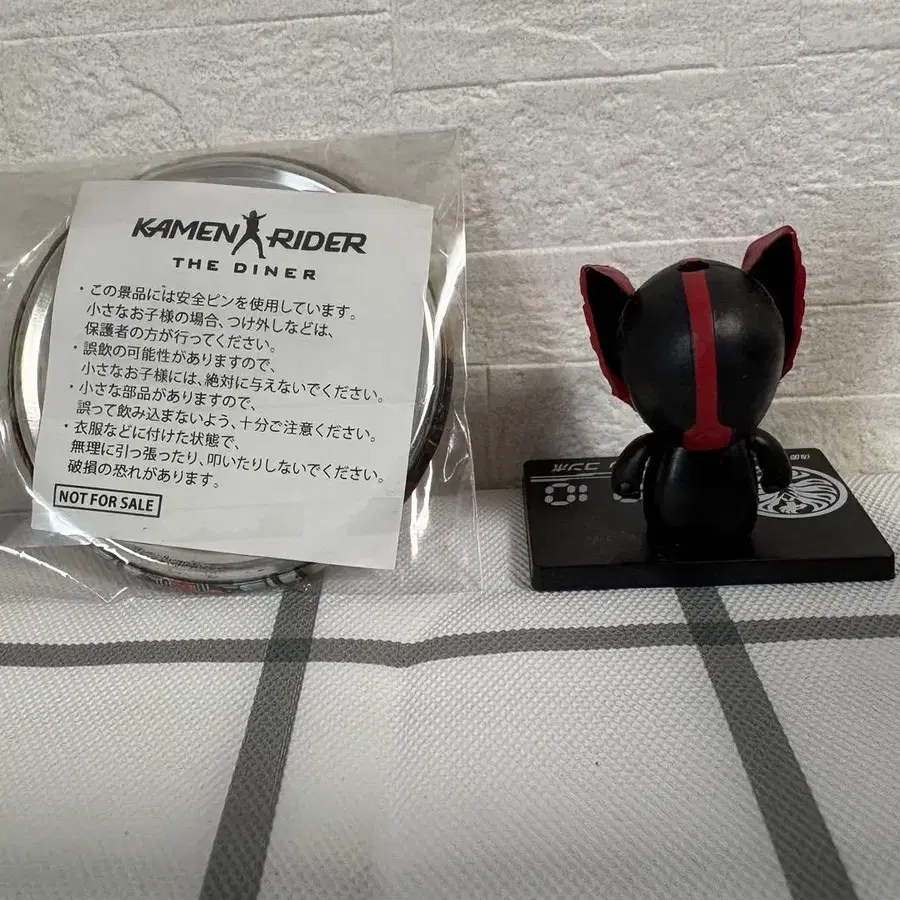 KAMEN RIDER
THE DINER
・この景品には安全ピンを使用しています。
小さなお子様の場合、つけ外しなどは、
保護者の方が行ってください。
・誤飲の可能性がありますので、
小さなお子様には、絶対に与えないでください。
・小さな部品がありますので、
誤って飲み込まないよう、十分ご注意ください。
・衣服などに付けた状態で、
無理に引っ張ったり、叩いたりしないでください。
破損の恐れがあります。
NOT FOR SALE
コンボ